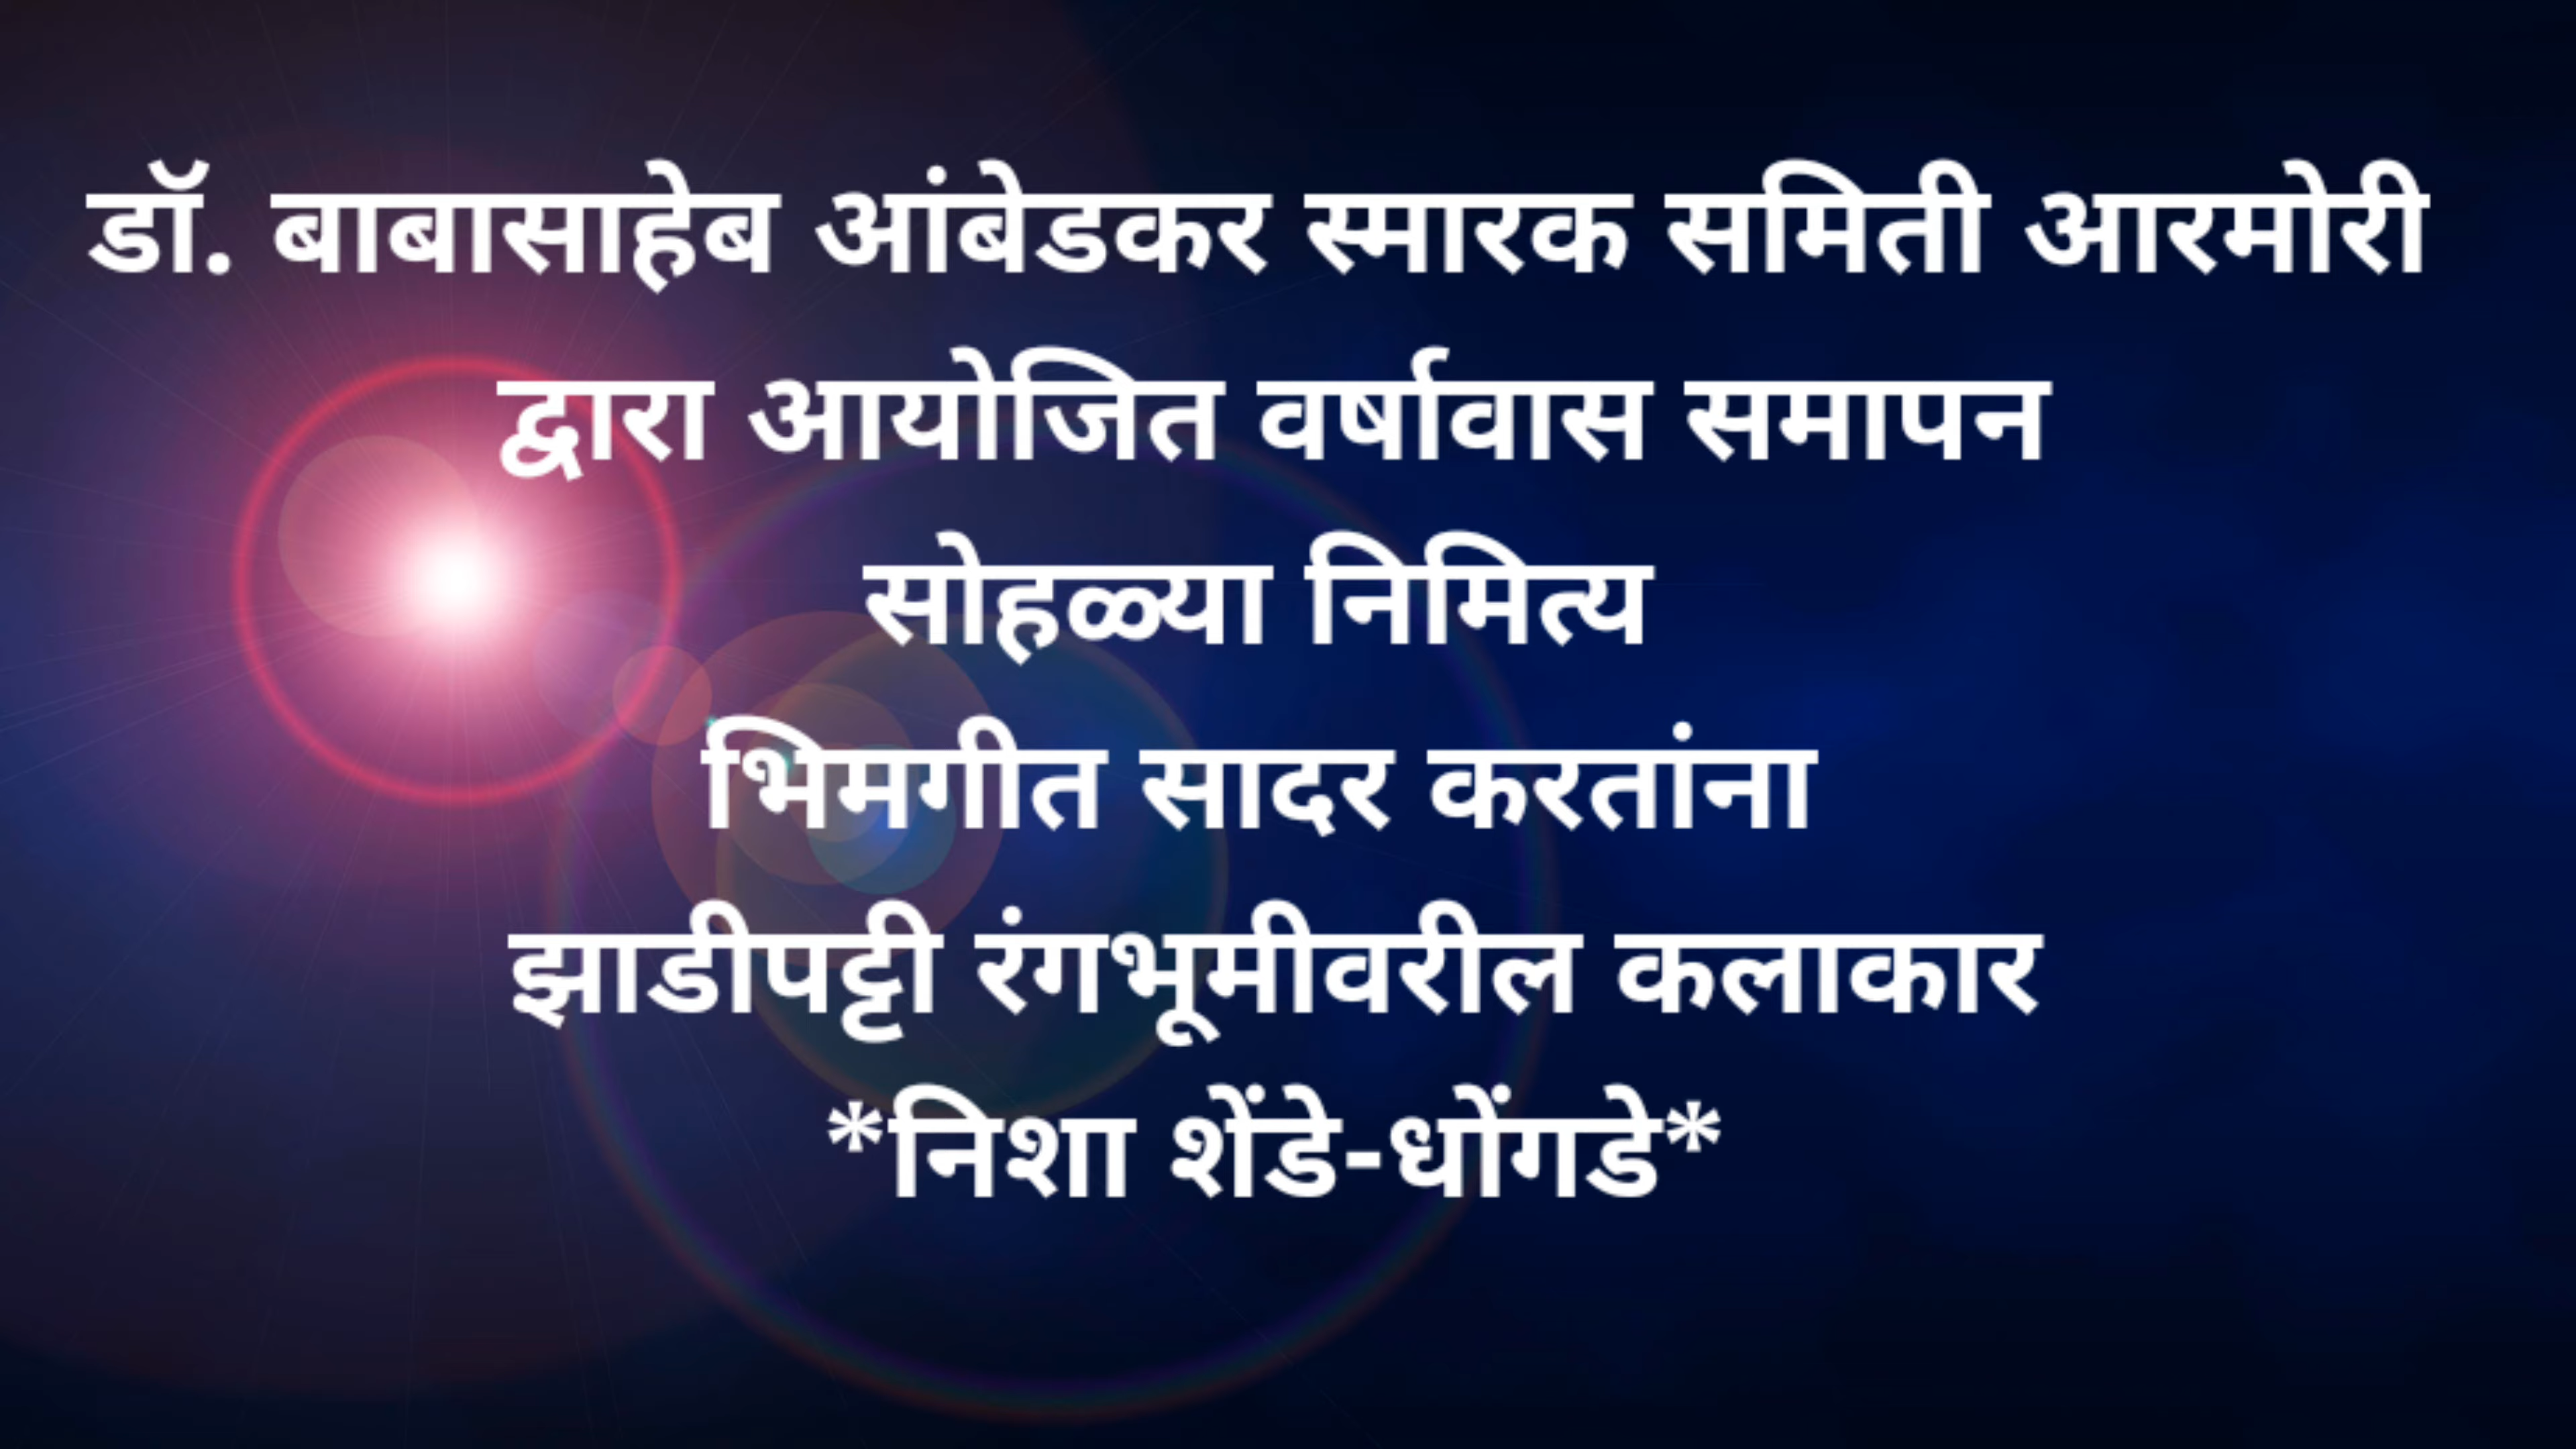 डॉ. बाबासाहेब आंबेडकर स्मारक समिती आरमोरी
द्वारा आयोजित वर्षावास समापन
सोहळ्या निमित्य
भिमगीत सादर करतांना
झाडीपट्टी रंगभूमीवरील कलाकार
*निशा शेंडे-धोंगडे*